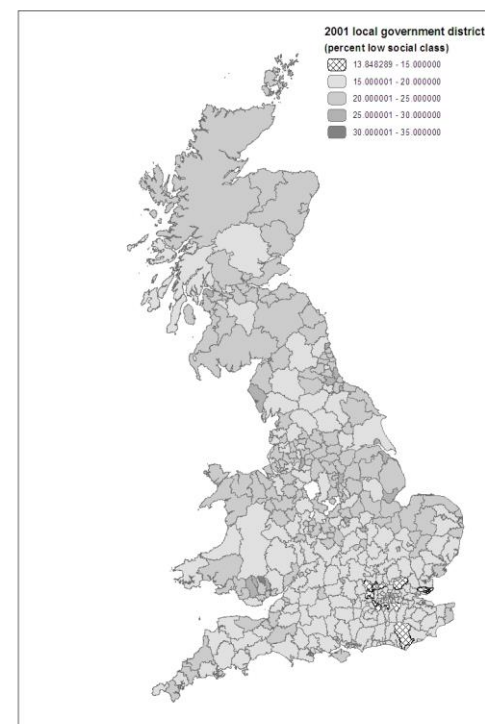 2001 local government district
(percent low social class)
13.848289 - 15.000000
15.000001 - 20.000000
20.000001 - 25.000000
25.000001 - 30.000000
30.000001 - 35.000000